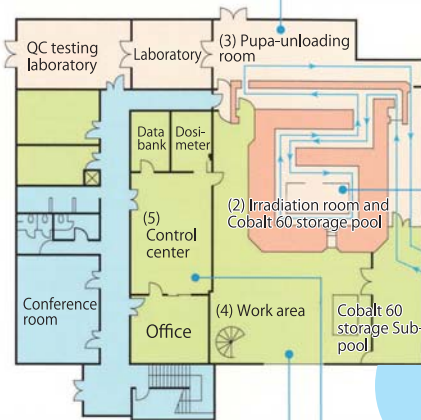 QC testing
laboratory
Laboratory
(3) Pupa-unloading
room
Data
bank
Dosi-
meter
(2) Irradiation room and
Cobalt 60 storage pool
(5)
Control
center
Conference
room
Office
(4) Work area
Cobalt 60
storage Sub-
pool